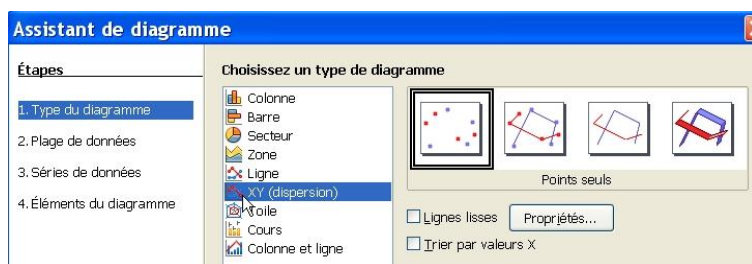 Assistant de diagramme
Étapes
1. Type du diagramme
2. Plage de données
3. Séries de données
4. Éléments du diagramme
Choisissez un type de diagramme
Colonne
Barre
Secteur
Zone
Ligne
XY (dispersion)
Toile
Cours
Colonne et ligne
Points seuls
Lignes lisses
Propriétés...
Trier par valeurs X